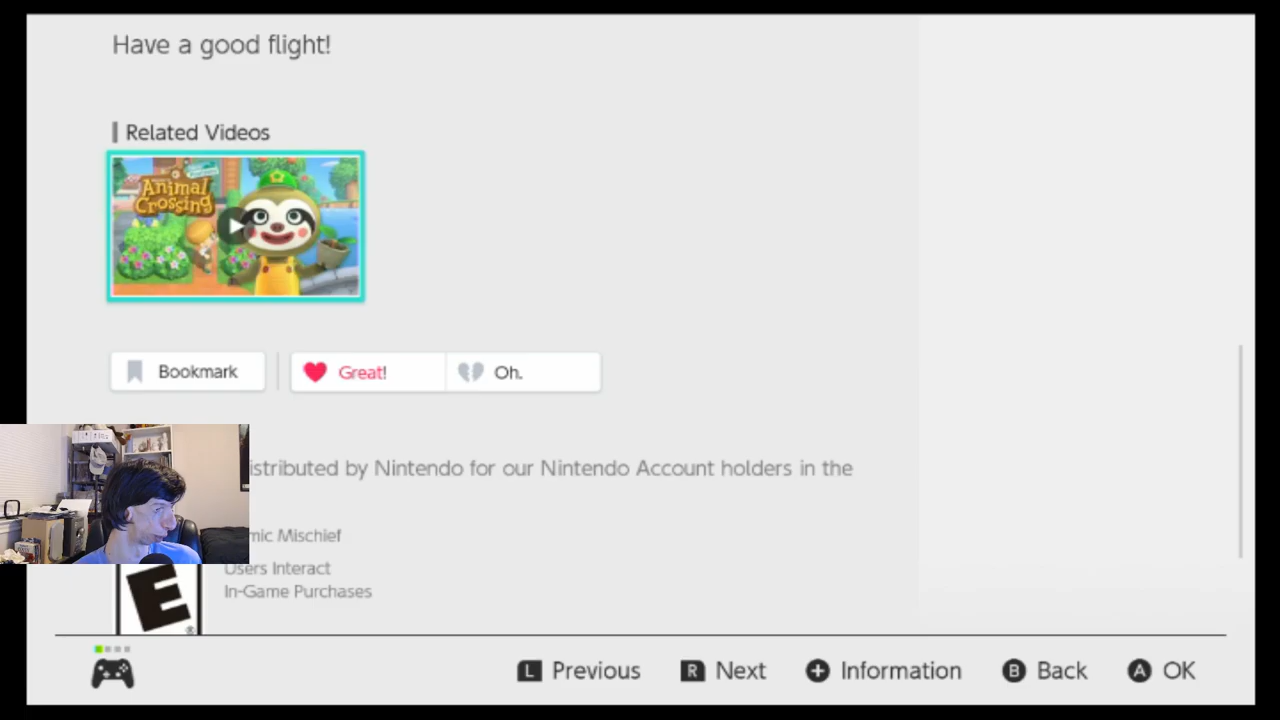 Have a good flight!
Related Videos
Animal
Crossing
Bookmark
Great!
Oh.
istributed by Nintendo for our Nintendo Account holders in the
mic Mischief
Users Interact
In-Game Purchases
E
®
L Previous
R Next
+ Information
B Back
A OK